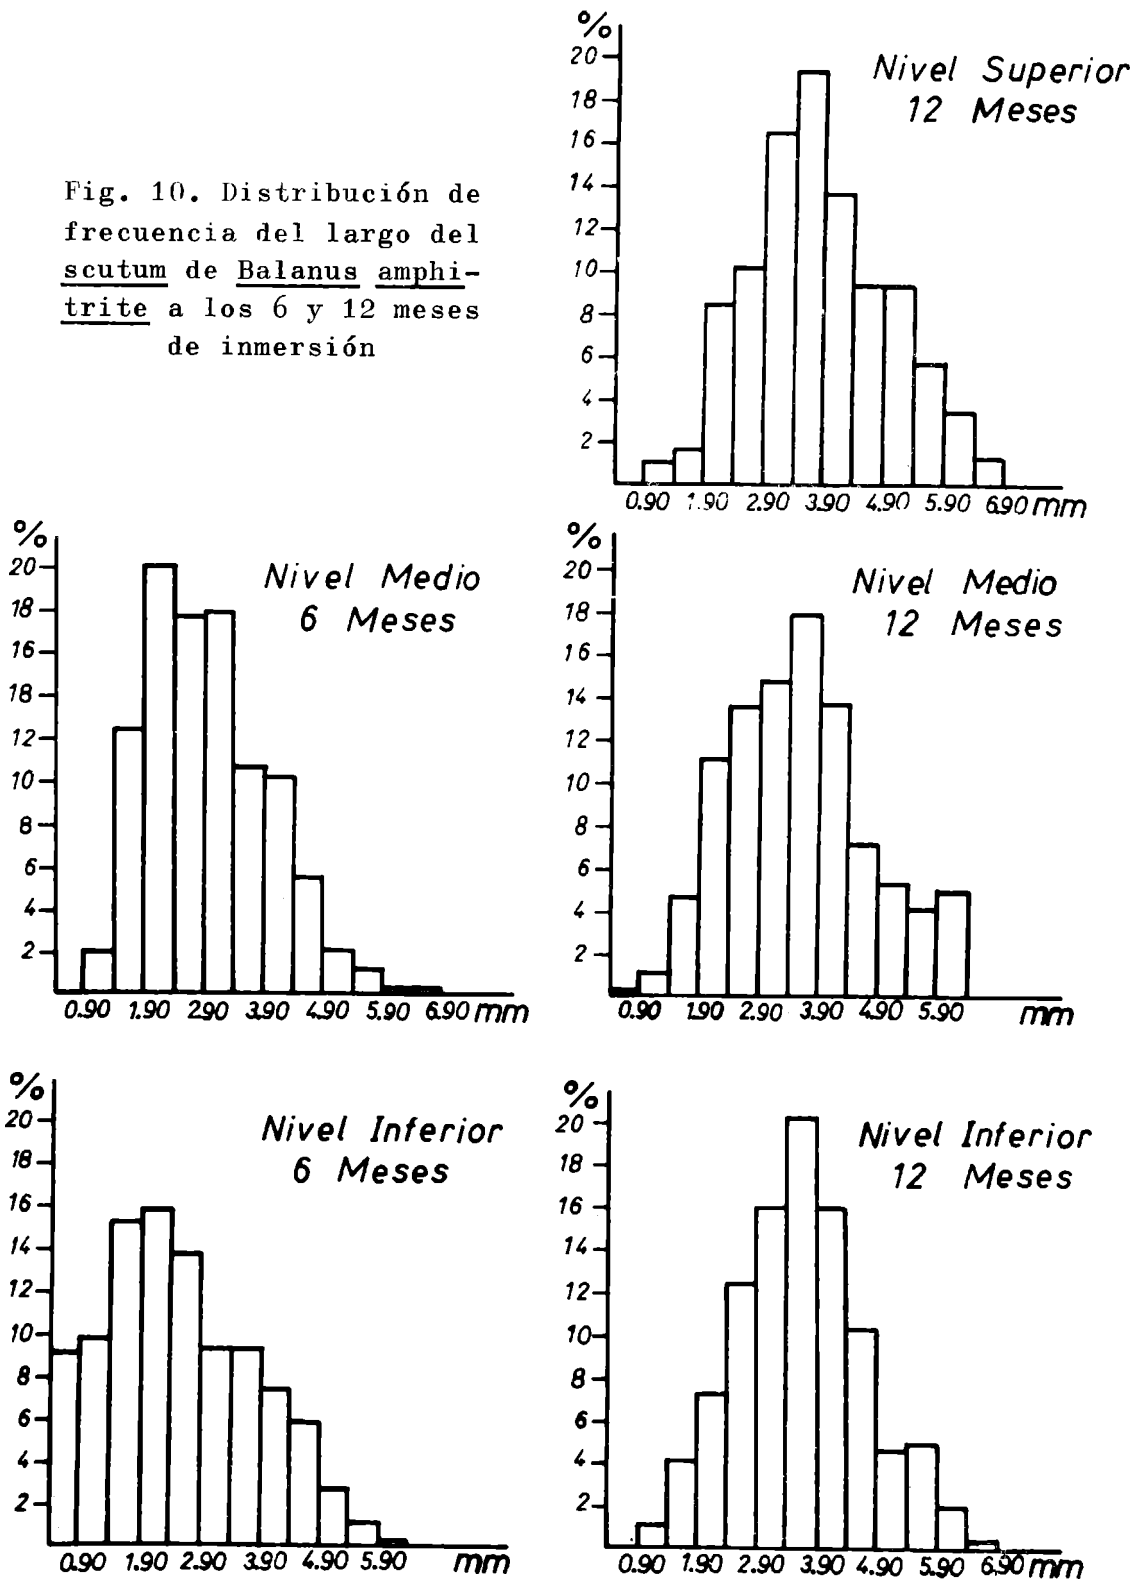 Fig. 10. Distribución de
frecuencia del largo del
scutum de Balanus amphi-
trite a los 6 y 12 meses
de inmersión
%
Nivel Superior
12 Meses
20
18
16
14
12
10
8
6
4
2
0.90 1.90 2.90 3.90 4.90 5.90 6.90 mm
%
Nivel Medio
6 Meses
20
18
16
18
12
10
8
6
4
2
0.90 1.90 2.90 3.90 4.90 5.90 6.90 mm
%
Nivel Medio
12 Meses
20
18
16
14
12
10
8
6
4
2
0.90 1.90 2.90 3.90 4.90 5.90 mm
%
Nivel Inferior
6 Meses
20
18
16
14
12
10
8
6
4
2
0.90 1.90 2.90 3.90 4.90 5.90 mm
%
Nivel Inferior
12 Meses
20
18
16
14
12
10
8
6
4
2
0.90 1.90 2.90 3.90 4.90 5.90 6.90 mm